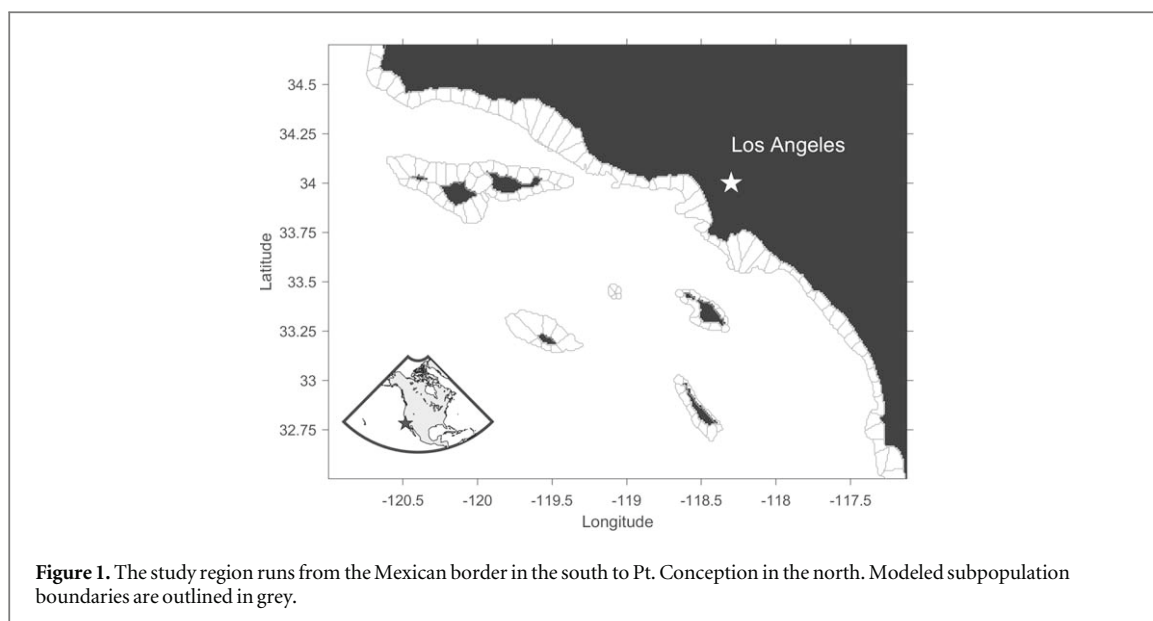 34.5
34.25
34
33.75
33.5
33.25
33
32.75
Latitude
Los Angeles
-120.5 -120 -119.5 -119 -118.5 -118 -117.5
Longitude
Figure 1. The study region runs from the Mexican border in the south to Pt. Conception in the north. Modeled subpopulation
boundaries are outlined in grey.